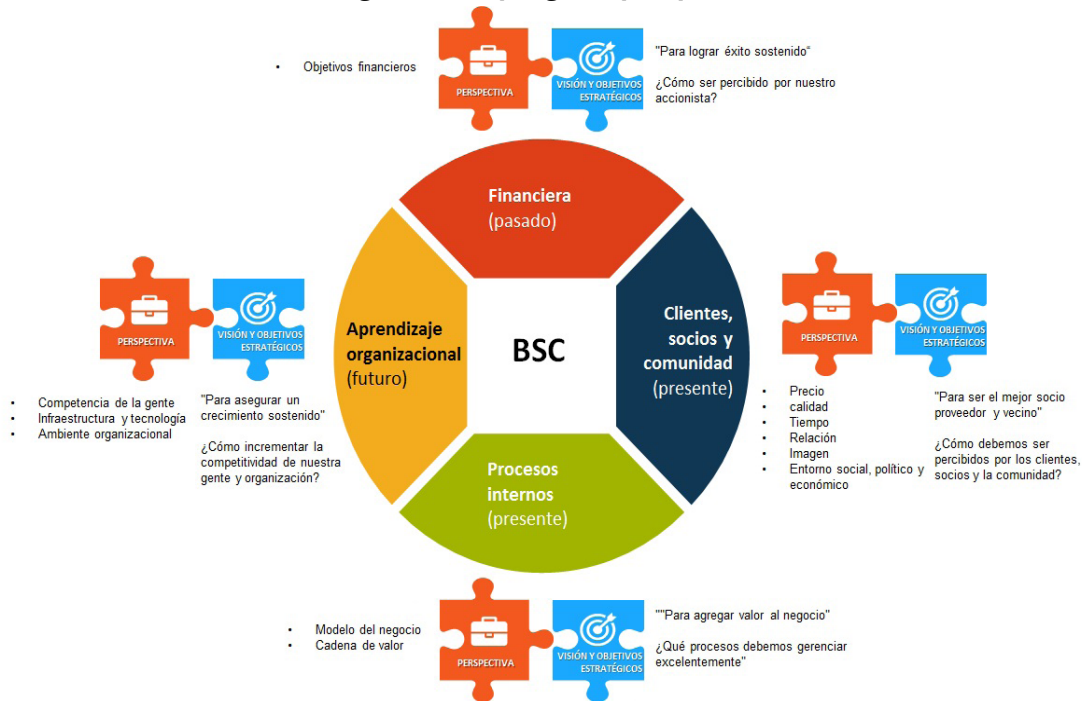 • Objetivos financieros
PERSPECTIVA
VISIÓN Y OBJETIVOS
ESTRATÉGICOS
"Para lograr éxito sostenido“
¿Cómo ser percibido por nuestro
accionista?
Financiera
(pasado)
PERSPECTIVA
VISIÓN Y OBJETIVOS
ESTRATÉGICOS
• Competencia de la gente
• Infraestructura y tecnología
• Ambiente organizacional
"Para asegurar un
crecimiento sostenido"
¿Cómo incrementar la
competitividad de nuestra
gente y organización?
Aprendizaje
organizacional
(futuro)
BSC
Clientes,
socios y
comunidad
(presente)
PERSPECTIVA
VISIÓN Y OBJETIVOS
ESTRATÉGICOS
• Precio
• calidad
• Tiempo
• Relación
• Imagen
• Entorno social, político y
económico
"Para ser el mejor socio
proveedor y vecino"
¿Cómo debemos ser
percibidos por los clientes,
socios y la comunidad?
Procesos
internos
(presente)
• Modelo del negocio
• Cadena de valor
PERSPECTIVA
VISIÓN Y OBJETIVOS
ESTRATÉGICOS
""Para agregar valor al negocio"
¿Qué procesos debemos gerenciar
excelentemente"